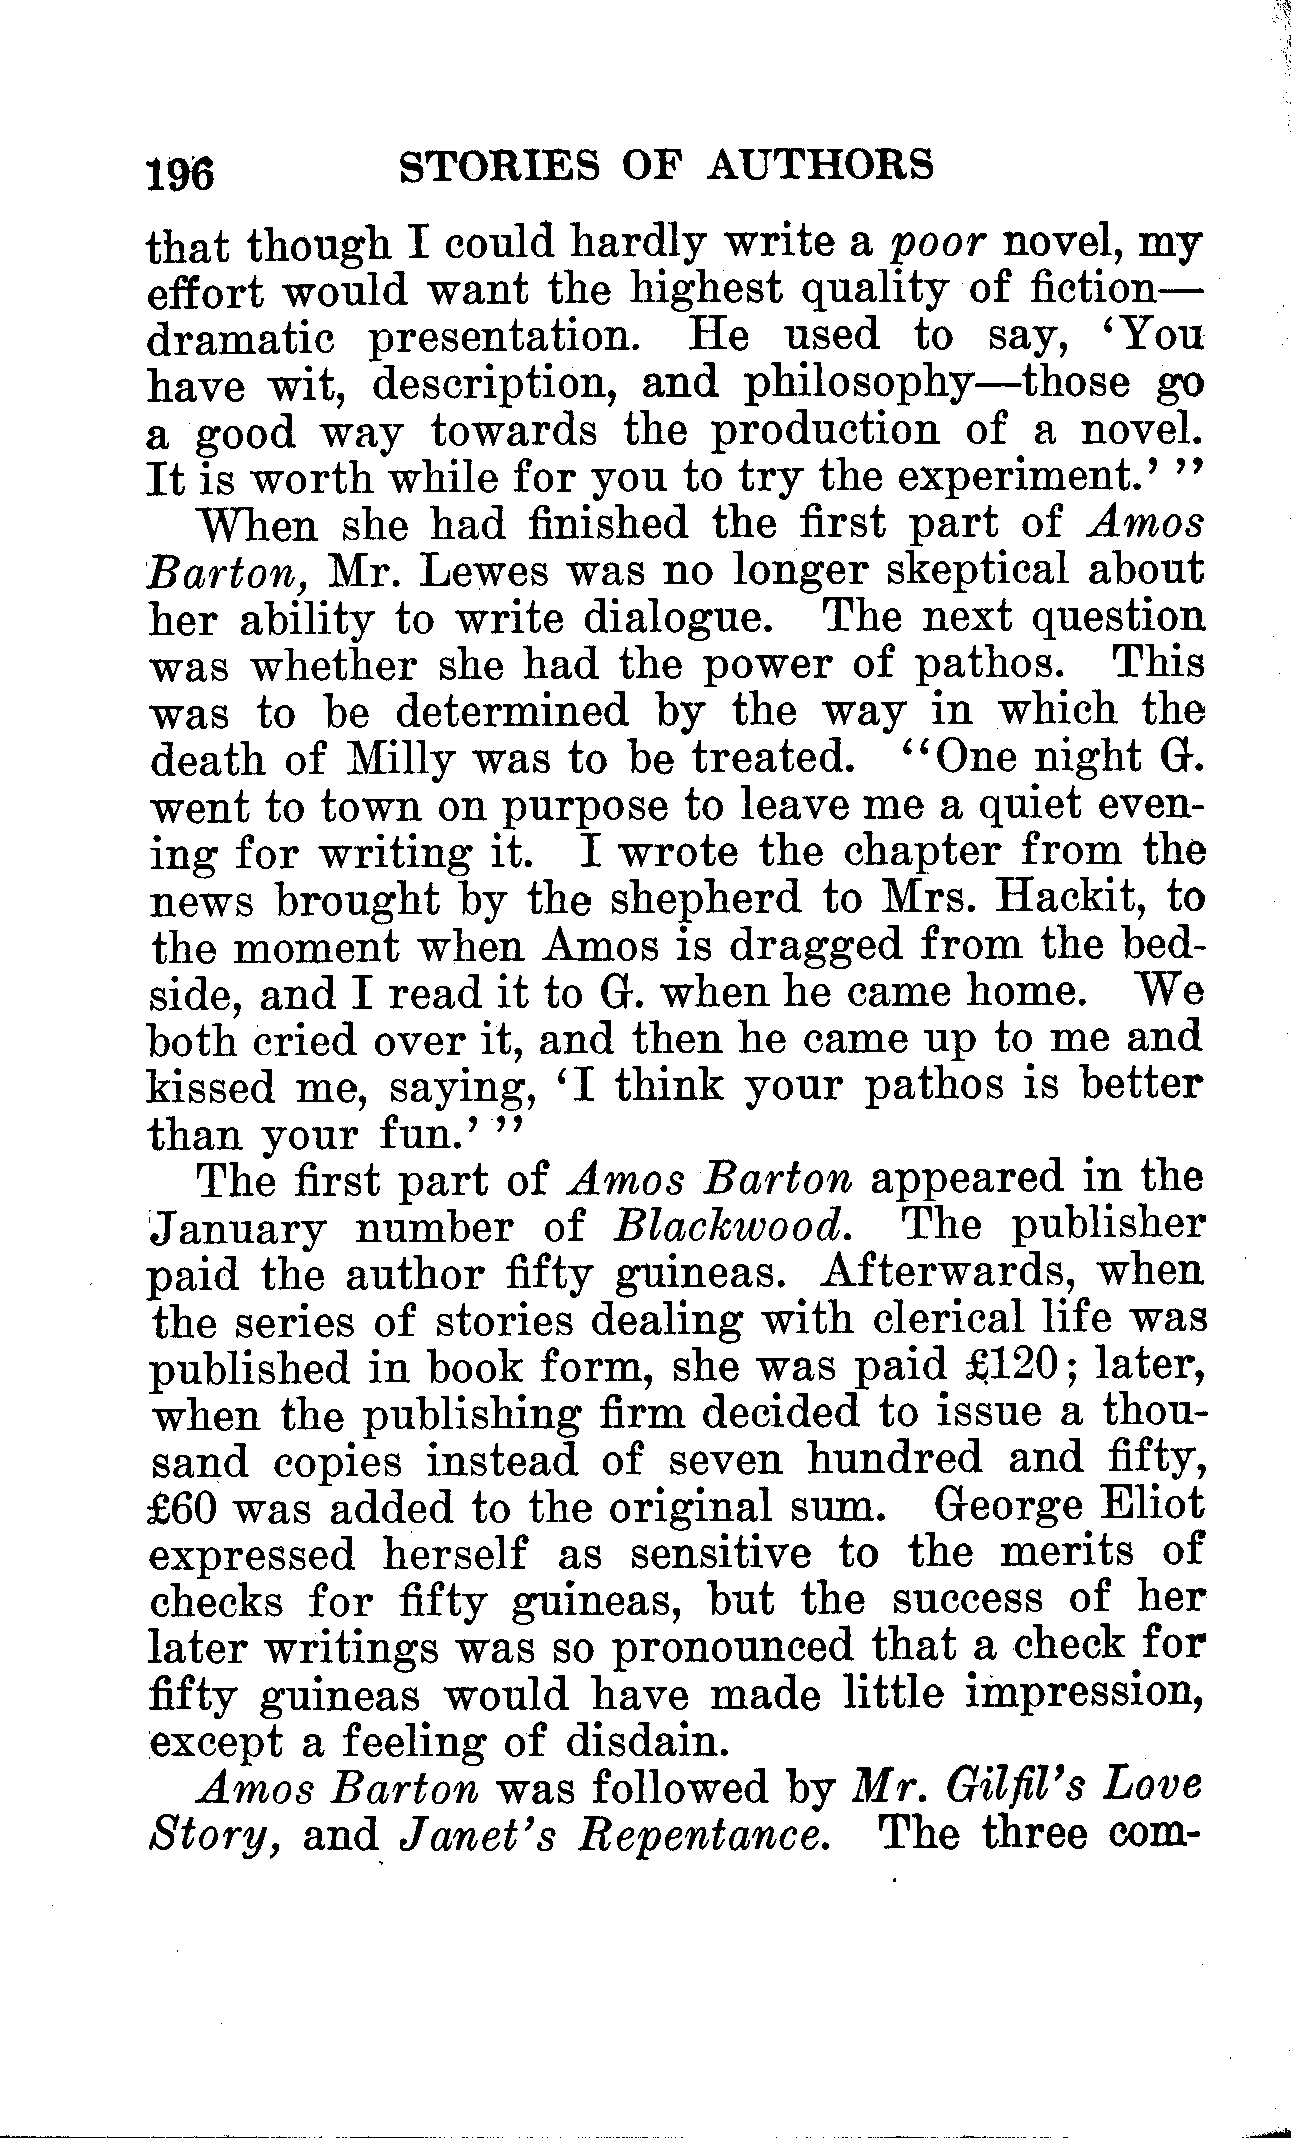 196 STORIES OF AUTHORS
that though I could hardly write a poor novel, my
effort would want the highest quality of fiction—
dramatic presentation. He used to say, ‘You
have wit, description, and philosophy—those go
a good way towards the production of a novel.
It is worth while for you to try the experiment.’ ”
When she had finished the first part of Amos
Barton, Mr. Lewes was no longer skeptical about
her ability to write dialogue. The next question
was whether she had the power of pathos. This
was to be determined by the way in which the
death of Milly was to be treated. “One night G.
went to town on purpose to leave me a quiet even-
ing for writing it. I wrote the chapter from the
news brought by the shepherd to Mrs. Hackit, to
the moment when Amos is dragged from the bed-
side, and I read it to G. when he came home. We
both cried over it, and then he came up to me and
kissed me, saying, ‘I think your pathos is better
than your fun.’ ”
The first part of Amos Barton appeared in the
January number of Blackwood. The publisher
paid the author fifty guineas. Afterwards, when
the series of stories dealing with clerical life was
published in book form, she was paid £120; later,
when the publishing firm decided to issue a thou-
sand copies instead of seven hundred and fifty,
£60 was added to the original sum. George Eliot
expressed herself as sensitive to the merits of
checks for fifty guineas, but the success of her
later writings was so pronounced that a check for
fifty guineas would have made little impression,
except a feeling of disdain.
Amos Barton was followed by Mr. Gilfil’s Love
Story, and Janet’s Repentance. The three com-